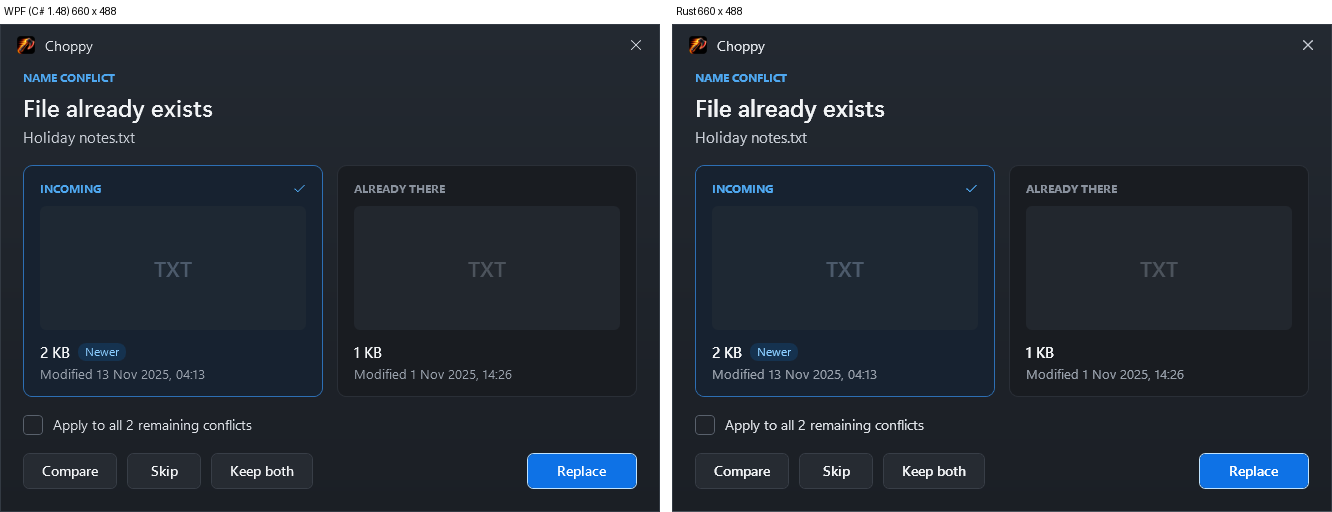 WPF (C# 1.48) 660 x 488
Choppy
NAME CONFLICT
File already exists
Holiday notes.txt
INCOMING
TXT
2 KB Newer
Modified 13 Nov 2025, 04:13
ALREADY THERE
TXT
1 KB
Modified 1 Nov 2025, 14:26
Apply to all 2 remaining conflicts
Compare Skip Keep both Replace
Rust660 x 488
Choppy
NAME CONFLICT
File already exists
Holiday notes.txt
INCOMING
TXT
2 KB Newer
Modified 13 Nov 2025, 04:13
ALREADY THERE
TXT
1 KB
Modified 1 Nov 2025, 14:26
Apply to all 2 remaining conflicts
Compare Skip Keep both Replace